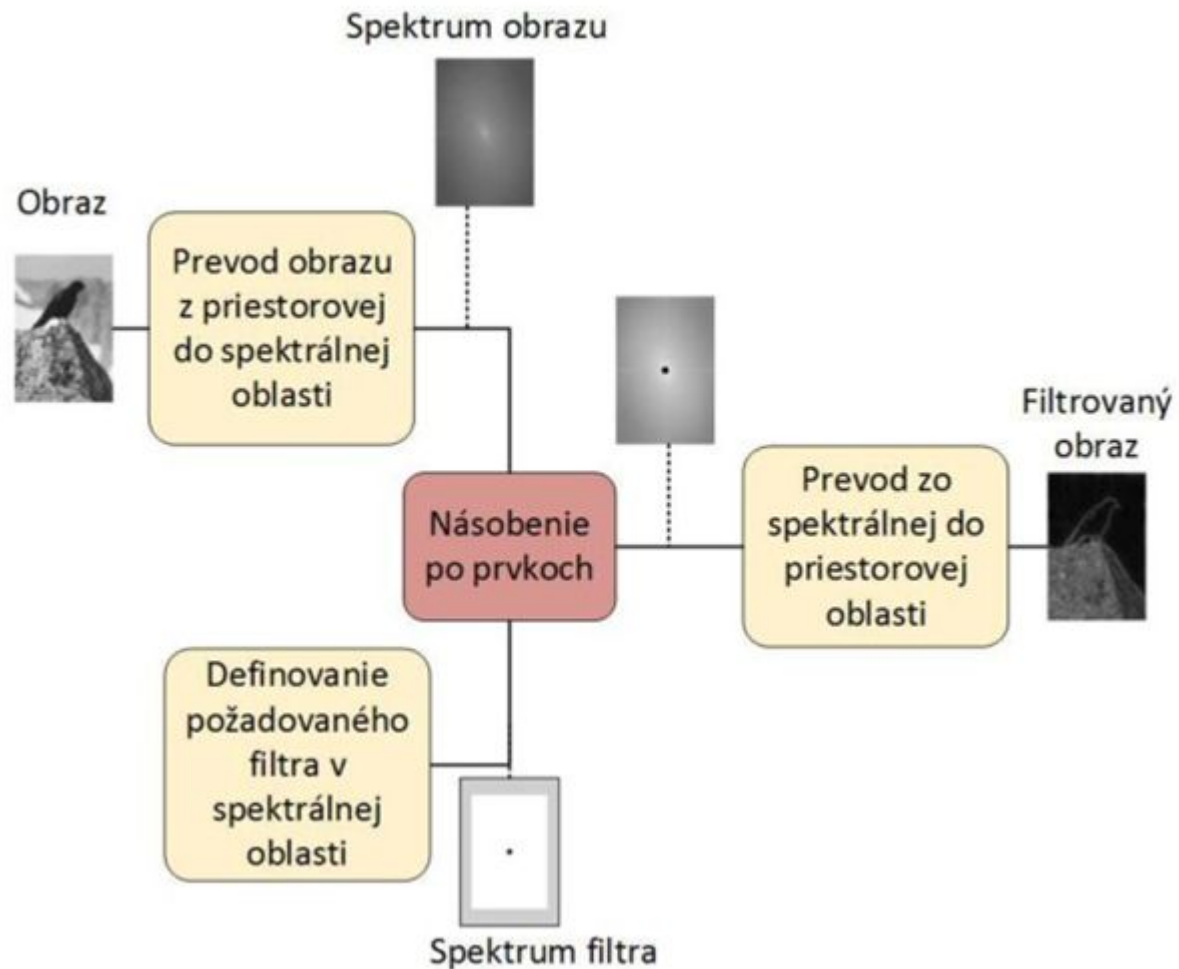 Spektrum obrazu
Obraz
Prevod obrazu
z priestorovej
do spektrálnej
oblasti
Násobenie
po prvkoch
Filtrovaný
obraz
Prevod zo
spektrálnej do
priestorovej
oblasti
Definovanie
požadovaného
filtra v
spektrálnej
oblasti
Spektrum filtra